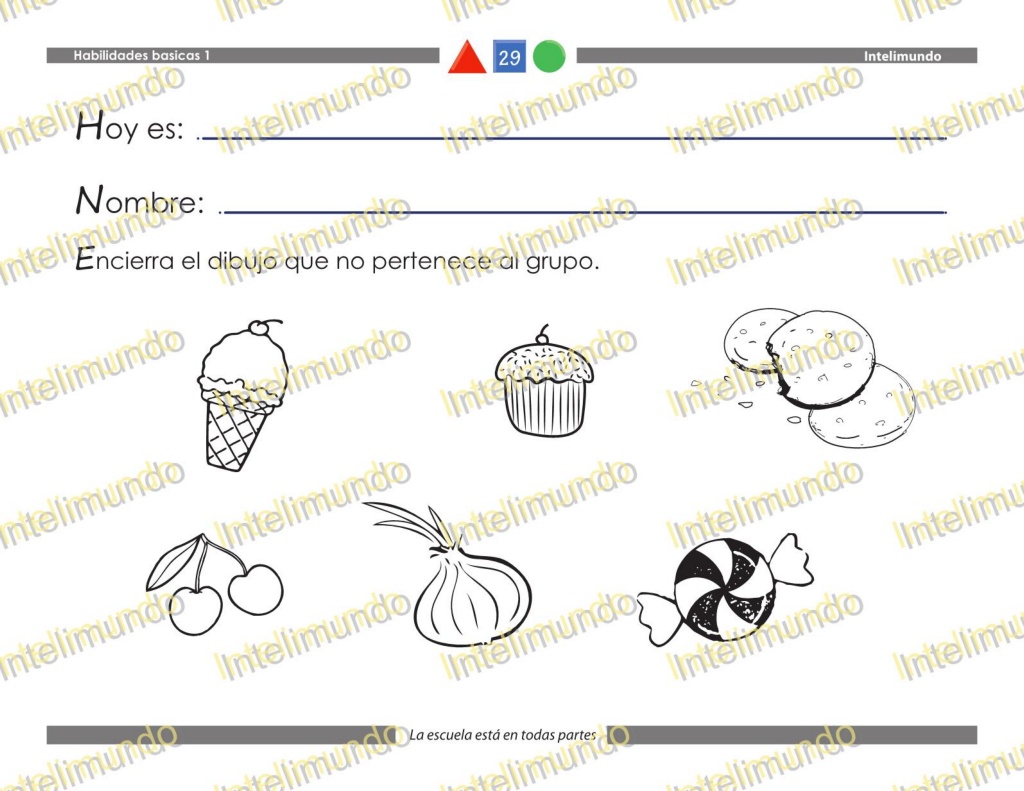 Habilidades basicas 1
29
Intelimundo
Hoy es:
Nombre:
Encierra el dibujo que no pertenece al grupo.
La escuela está en todas partes
Intelimundo